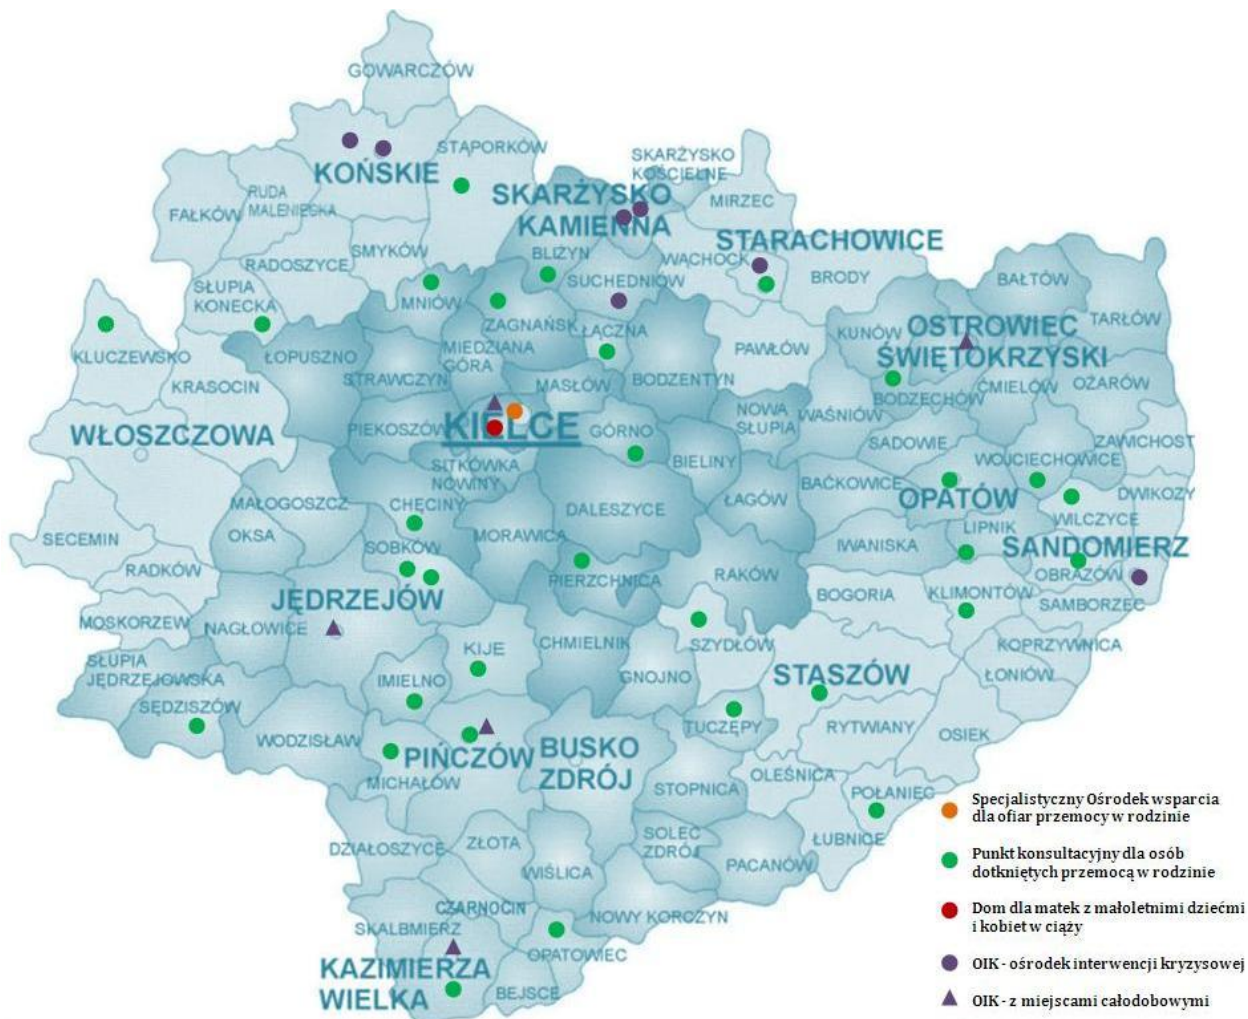 GOWARCZÓW
STĄPORKÓW
KOŃSKIE
SKARŻYSKO
KOŚCIELNE
RUDA
MALENIECKA
FAŁKÓW
SKARŻYSKO
KAMIENNA
MIRZEC
SMYKÓW
RADOSZYCE
BLIŻYN
WĄCHOCK
STARACHOWICE
SŁUPIA
KONECKA
MNIÓW
SUCHEDNIÓW
BRODY
BAŁTÓW
ZAGNAŃSK
ŁĄCZNA
KUNÓW
OSTROWIEC
ŚWIĘTOKRZYSKI
TARŁÓW
KLUCZEWSKO
ŁOPUSZNO
MIEDZIANA
GÓRA
PAWŁÓW
KRASOCIN
STRAWCZYN
MASŁÓW
BODZENTYN
BODZECHÓW
ĆMIELÓW
OŻARÓW
WŁOSZCZOWA
PIEKOSZÓW
KIELCE
GÓRNO
NOWA
SŁUPIA
WAŚNIÓW
SADOWIE
WOJCIECHOWICE
ZAWICHOST
SITKÓWKA
NOWINY
BIELINY
MAŁOGOSZCZ
CHĘCINY
DALESZYCE
ŁAGÓW
BAĆKOWICE
OPATÓW
DWIKOZY
WILCZYCE
LIPNIK
SECEMIN
OKSA
SOBKÓW
MORAWICA
IWANISKA
SANDOMIERZ
RADKÓW
PIERZCHNICA
RAKÓW
OBRAZÓW
JĘDRZEJÓW
BOGORIA
KLIMONTÓW
SAMBORZEC
MOSKORZEW
NAGŁOWICE
CHMIELNIK
SZYDŁÓW
KOPRZYWNICA
KIJE
SŁUPIA
JĘDRZEJOWSKA
IMIELNO
GNOJNO
STASZÓW
ŁONIÓW
SĘDZISZÓW
TUCZĘPY
RYTWIANY
OSIEK
WODZISŁAW
PIŃCZÓW
BUSKO
ZDRÓJ
MICHAŁÓW
STOPNICA
OLEŚNICA
POŁANIEC
DZIAŁOSZYCE
ZŁOTA
SOLEC
ZDRÓJ
ŁUBNICE
WIŚLICA
PACANÓW
CZARNOCIN
NOWY KORCZYN
SKALBMIERZ
OPATOWIEC
KAZIMIERZA
WIELKA
BEJSCE
Specjalistyczny Ośrodek wsparcia
dla ofiar przemocy w rodzinie
Punkt konsultacyjny dla osób
dotkniętych przemocą w rodzinie
Dom dla matek z małoletnimi dziećmi
i kobiet w ciąży
OIK - ośrodek interwencji kryzysowej
OIK - z miejscami całodobowymi